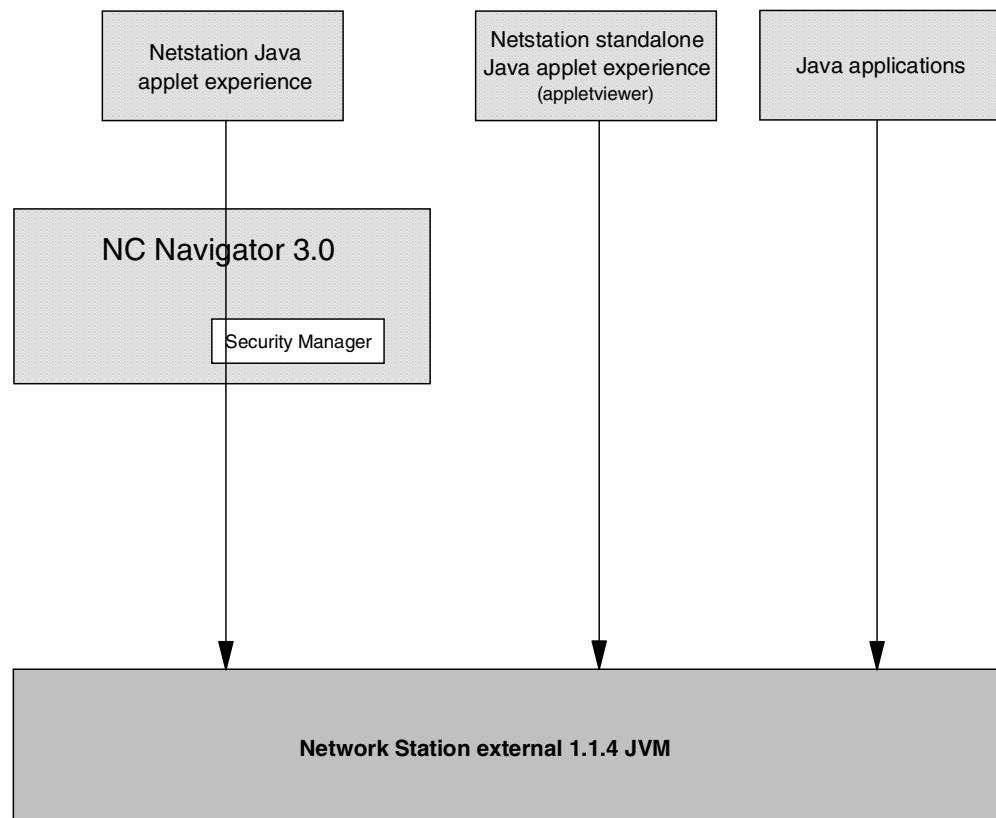 Netstation Java
applet experience
Netstation standalone
Java applet experience
(appletviewer)
Java applications
NC Navigator 3.0
Security Manager
Network Station external 1.1.4 JVM